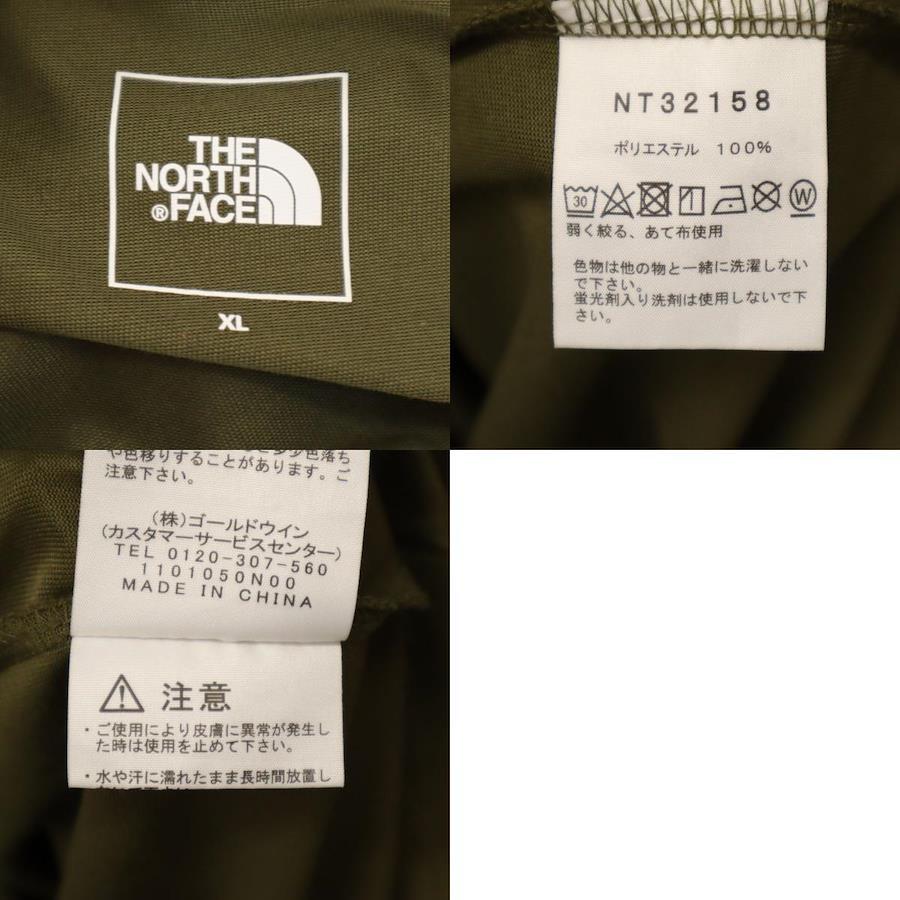 THE
NORTH
®FACE
XL
NT32158
ポリエステル 100%
30
W
弱く絞る、あて布使用
色物は他の物と一緒に洗濯しない
で下さい。
蛍光剤入り洗剤は使用しないで下
さい。
や色移りすることがあります。ご
注意下さい。
(株)ゴールドウイン
(カスタマーサービスセンター)
TEL 0120-307-560
1101050N00
MADE IN CHINA
注意
・ご使用により皮膚に異常が発生し
た時は使用を止めて下さい。
・水や汗に濡れたまま長時間放置し